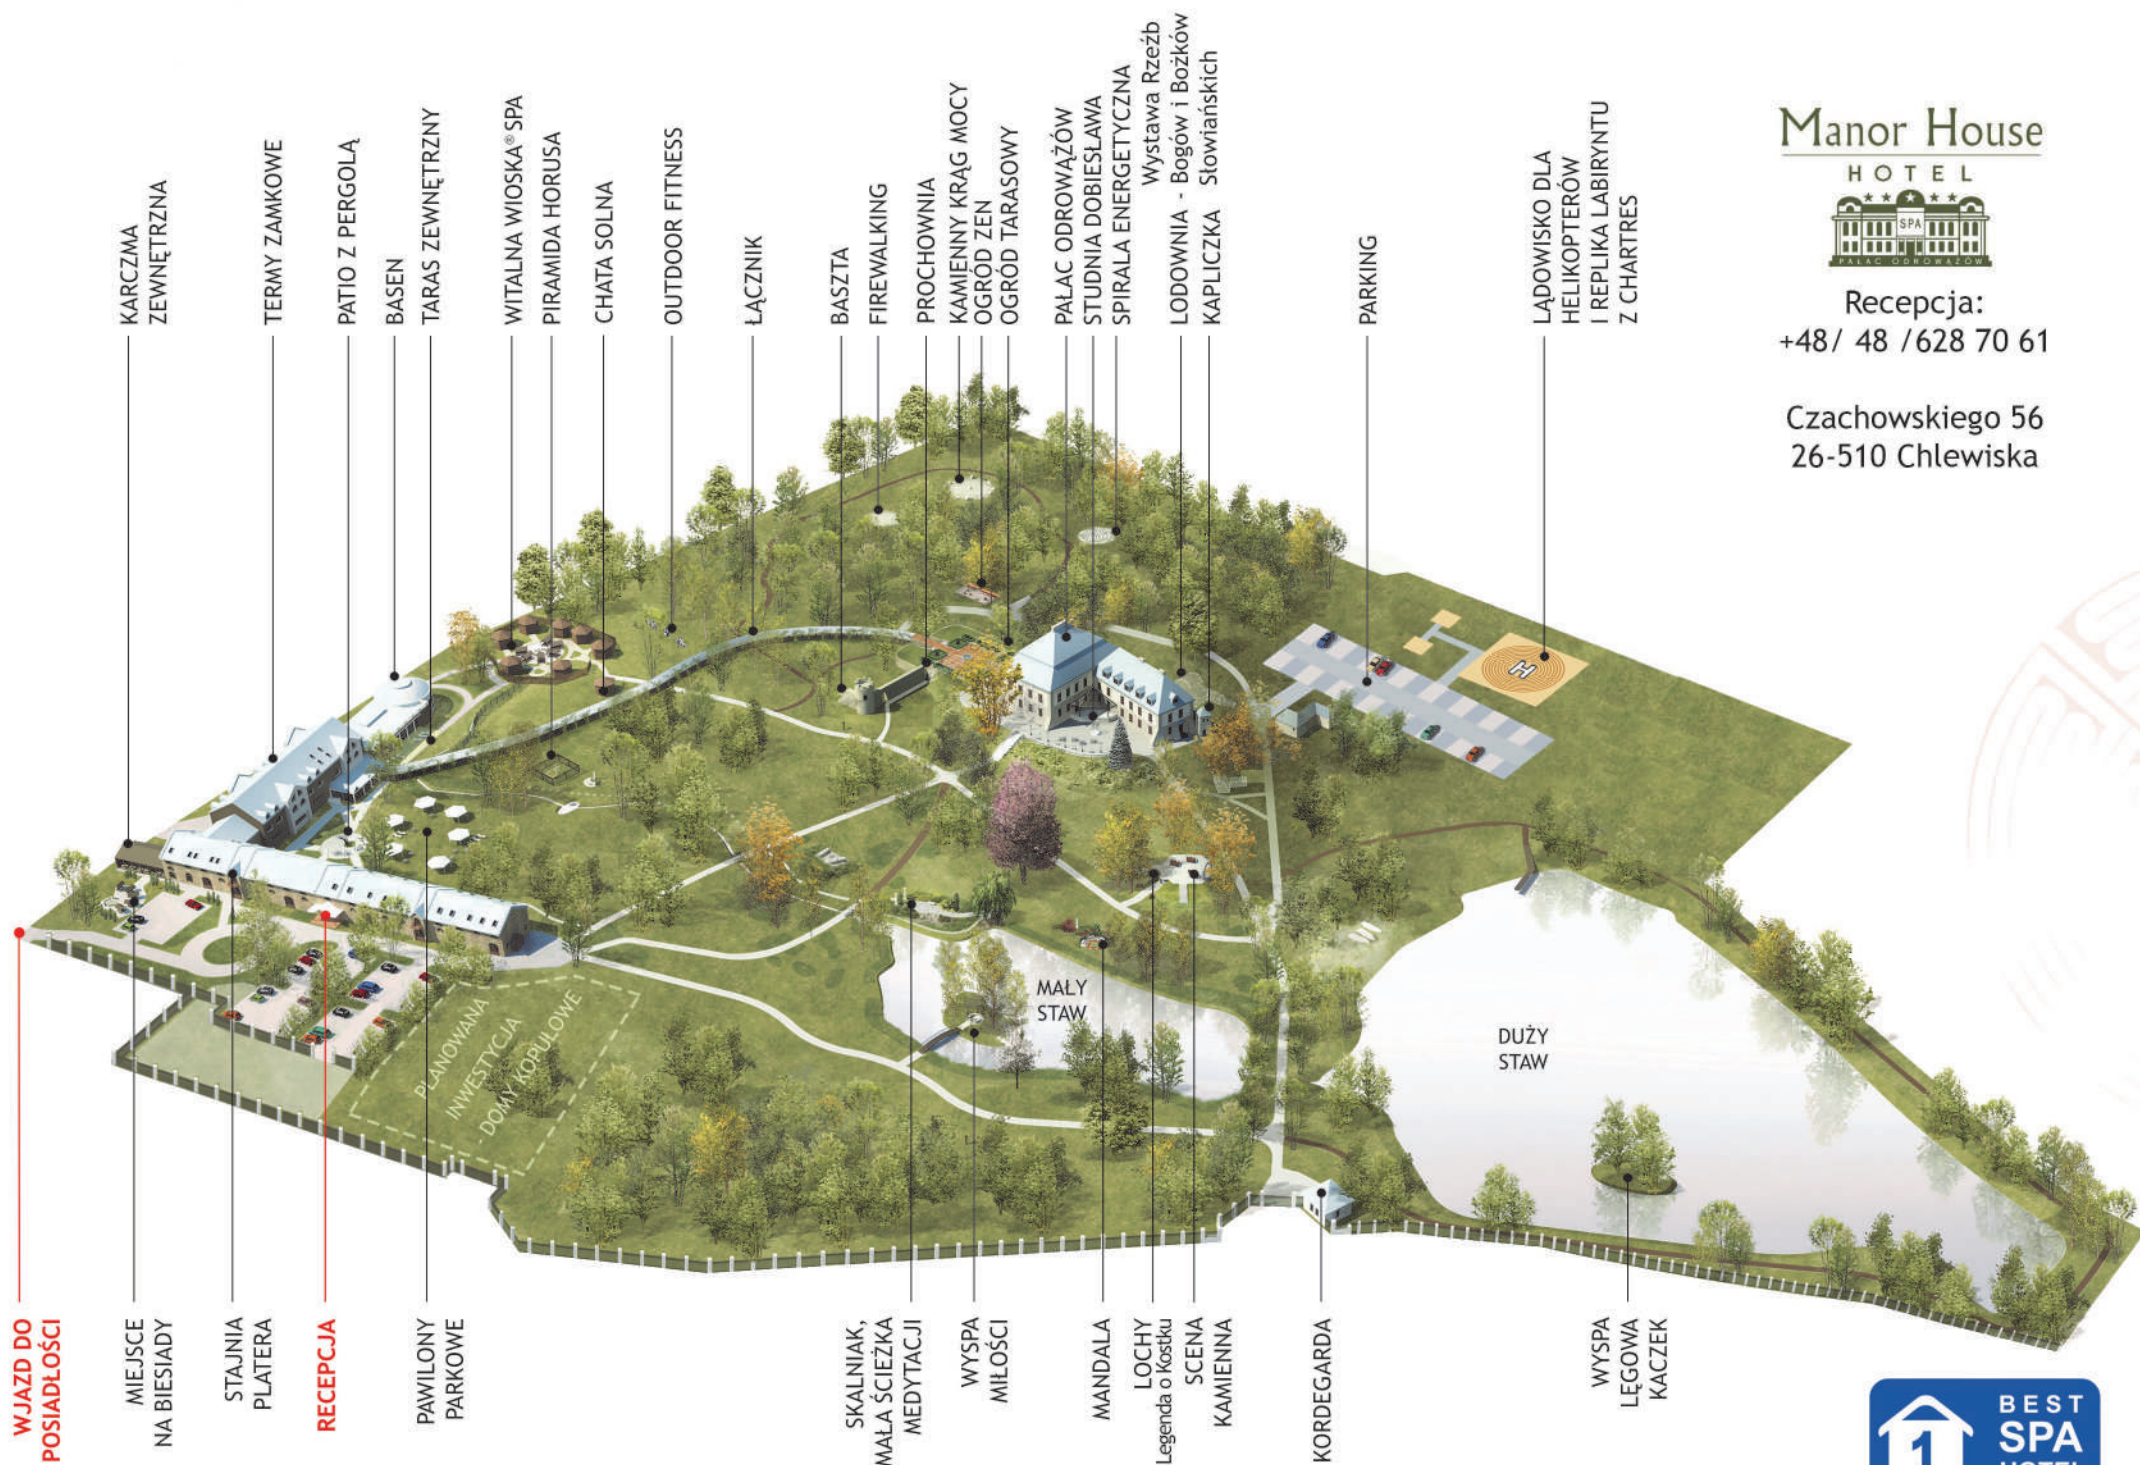 KARCZMA
ZEWNĘTRZNA
TERMY ZAMKOWE
PATIO Z PERGOLĄ
BASEN
TARAS ZEWNĘTRZNY
WITALNA WIOSKA® SPA
PIRAMIDA HORUSA
CHATA SOLNA
OUTDOOR FITNESS
ŁĄCZNIK
BASZTA
FIREWALKING
PROCHOWNIA
KAMIENNY KRĄG MOCY
OGRÓD ZEN
OGRÓD TARASOWY
PAŁAC ODROWĄŻÓW
STUDNIA DOBIESŁAWA
SPIRALA ENERGETYCZNA
Wystawa Rzeźb
LODOWNIA - Bogów i Bożków
KAPLICZKA Słowiańskich
PARKING
LĄDOWISKO DLA
HELIKOPTERÓW
I REPLIKA LABIRYNTU
Z CHARTRES
Manor House
HOTEL
SPA
PAŁAC ODROWĄŻÓW
Recepcja:
+48/ 48 /628 70 61
Czachowskiego 56
26-510 Chlewiska
H
MAŁY
STAW
DUŻY
STAW
PLANOWANA
INWESTYCJA
- DOMY KOPUŁOWE
WJAZD DO
POSIADŁOŚCI
MIEJSCE
NA BIESIADY
STAJNIA
PLATERA
RECEPCJA
PAWILONY
PARKOWE
SKALNIAK,
MAŁA ŚCIEŻKA
MEDYTACJI
WYSPA
MIŁOŚCI
MANDALA
LOCHY
Legenda o Kostku
SCENA
KAMIENNA
KORDEGARDA
WYSPA
LĘGOWA
KACZEK
1
BEST
SPA
HOTEL